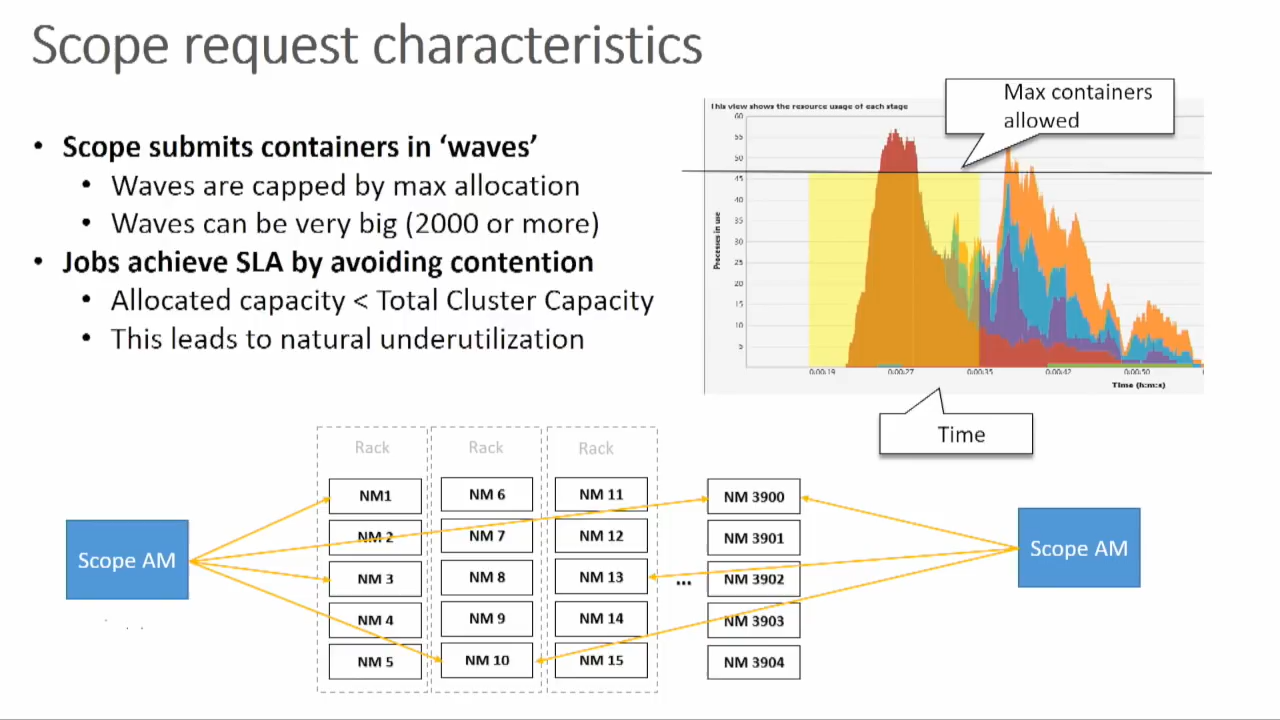 Scope request characteristics
• Scope submits containers in ‘waves’
• Waves are capped by max allocation
• Waves can be very big (2000 or more)
• Jobs achieve SLA by avoiding contention
• Allocated capacity < Total Cluster Capacity
• This leads to natural underutilization
Max containers
allowed
This view shows the resource usage of each stage
60
55
50
45
40
35
30
25
20
15
10
5
Processes in use
0:00:19 0:00:27 0:00:35 0:00:42 0:00:50
Time (h:m:s)
Time
Rack Rack Rack
NM1 NM 6 NM 11 NM 3900
NM 2 NM 7 NM 12 NM 3901
NM 3 NM 8 NM 13 ... NM 3902
NM 4 NM 9 NM 14 NM 3903
NM 5 NM 10 NM 15 NM 3904
Scope AM
Scope AM